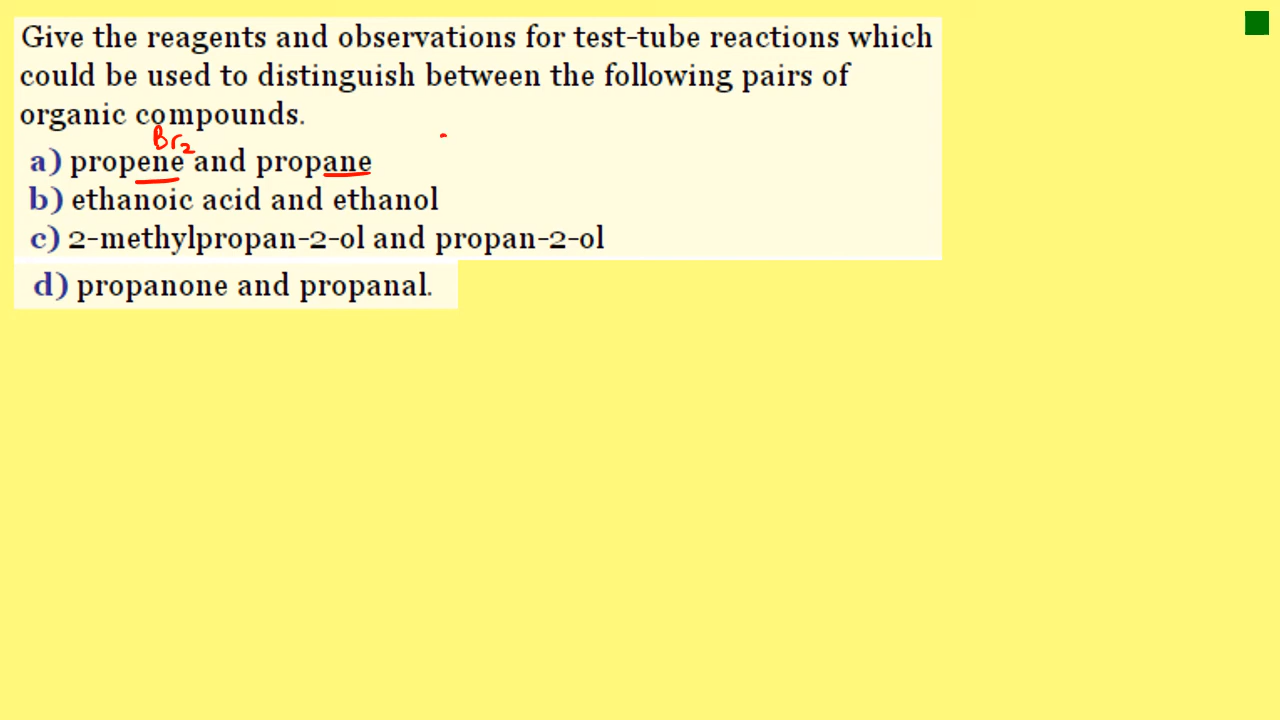 Give the reagents and observations for test-tube reactions which
could be used to distinguish between the following pairs of
organic compounds.
Br2
a) propene and propane
b) ethanoic acid and ethanol
c) 2-methylpropan-2-ol and propan-2-ol
d) propanone and propanal.